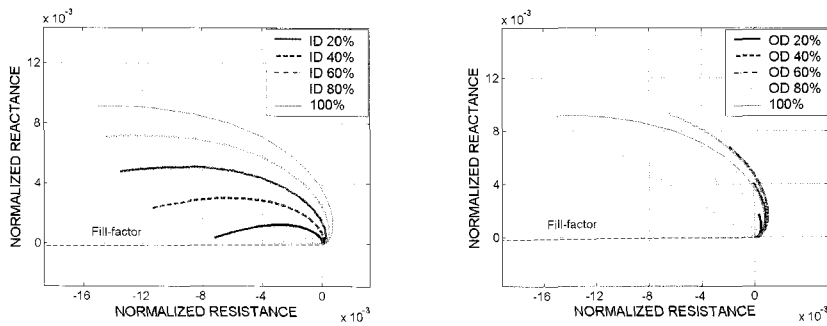 x 10⁻³
12
8
4
0
NORMALIZED REACTANCE
ID 20%
ID 40%
ID 60%
ID 80%
100%
Fill-factor
-16
-12
-8
-4
0
NORMALIZED RESISTANCE
x 10⁻³
x 10⁻³
12
8
4
0
NORMALIZED REACTANCE
OD 20%
OD 40%
OD 60%
OD 80%
100%
Fill-factor
-16
-12
-8
-4
0
NORMALIZED RESISTANCE
x 10⁻³